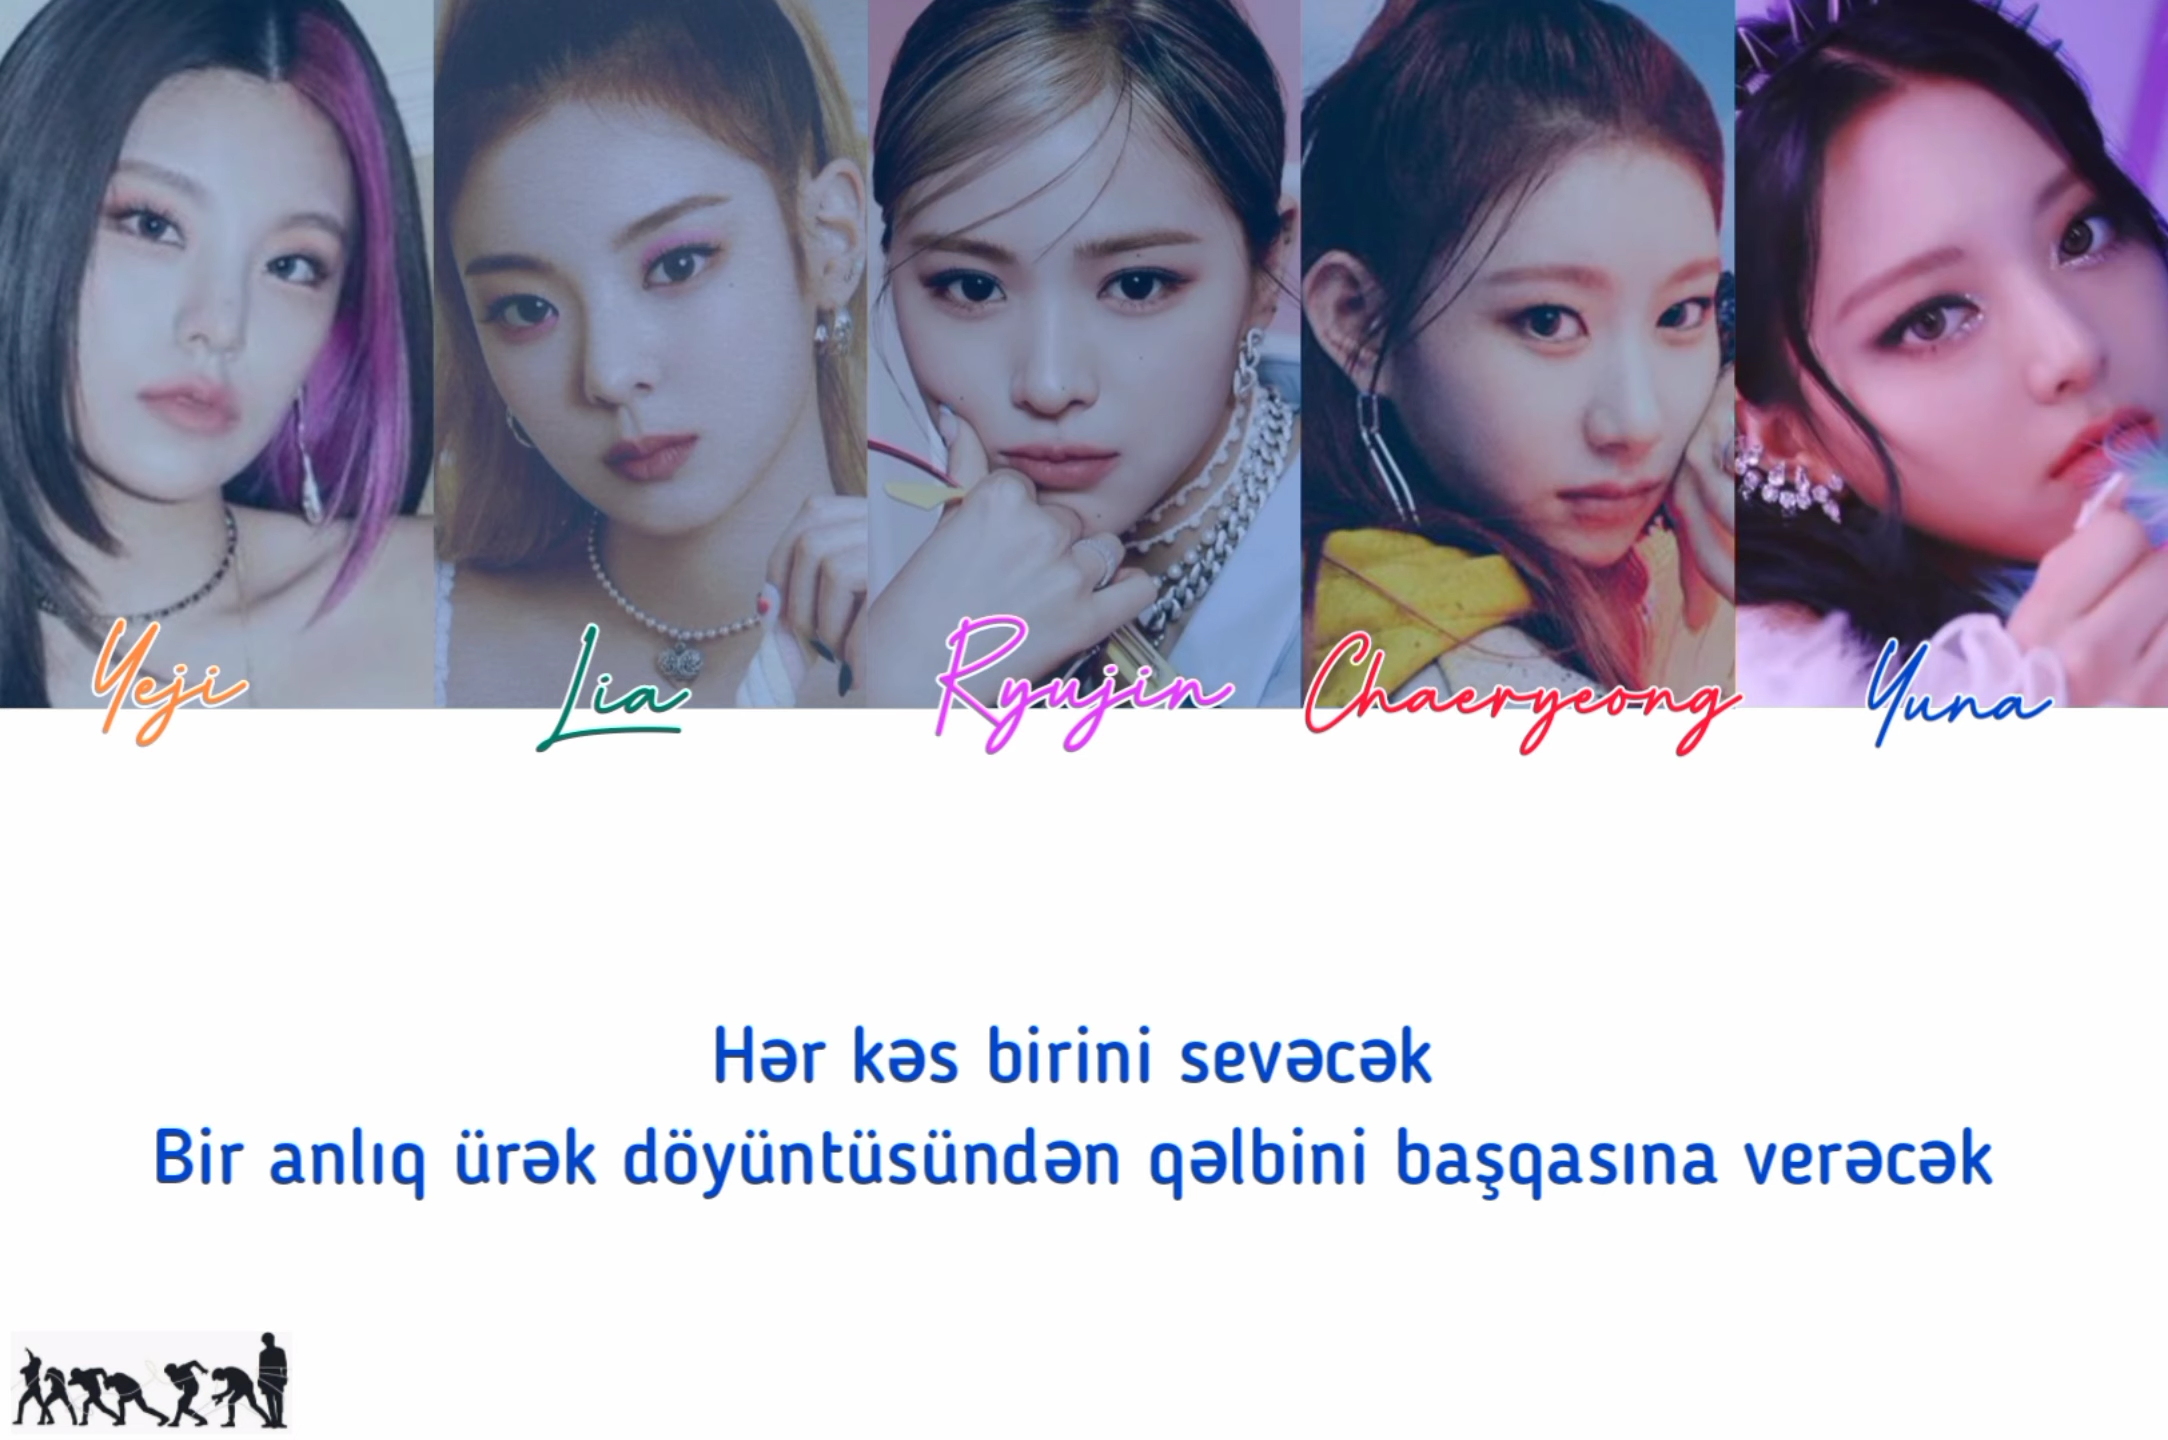 Yeji Lia Ryujin Chaeryeong Yuna
Hər kəs birini sevəcək
Bir anlıq ürək döyüntüsündən qəlbini başqasına verəcək